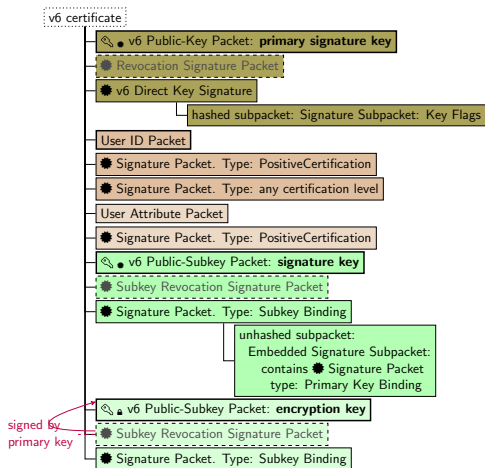 v6 certificate
v6 Public-Key Packet: primary signature key
Revocation Signature Packet
v6 Direct Key Signature
hashed subpacket: Signature Subpacket: Key Flags
User ID Packet
Signature Packet. Type: PositiveCertification
Signature Packet. Type: any certification level
User Attribute Packet
Signature Packet. Type: PositiveCertification
v6 Public-Subkey Packet: signature key
Subkey Revocation Signature Packet
Signature Packet. Type: Subkey Binding
unhashed subpacket:
Embedded Signature Subpacket:
contains Signature Packet
type: Primary Key Binding
v6 Public-Subkey Packet: encryption key
signed by
primary key
Subkey Revocation Signature Packet
Signature Packet. Type: Subkey Binding